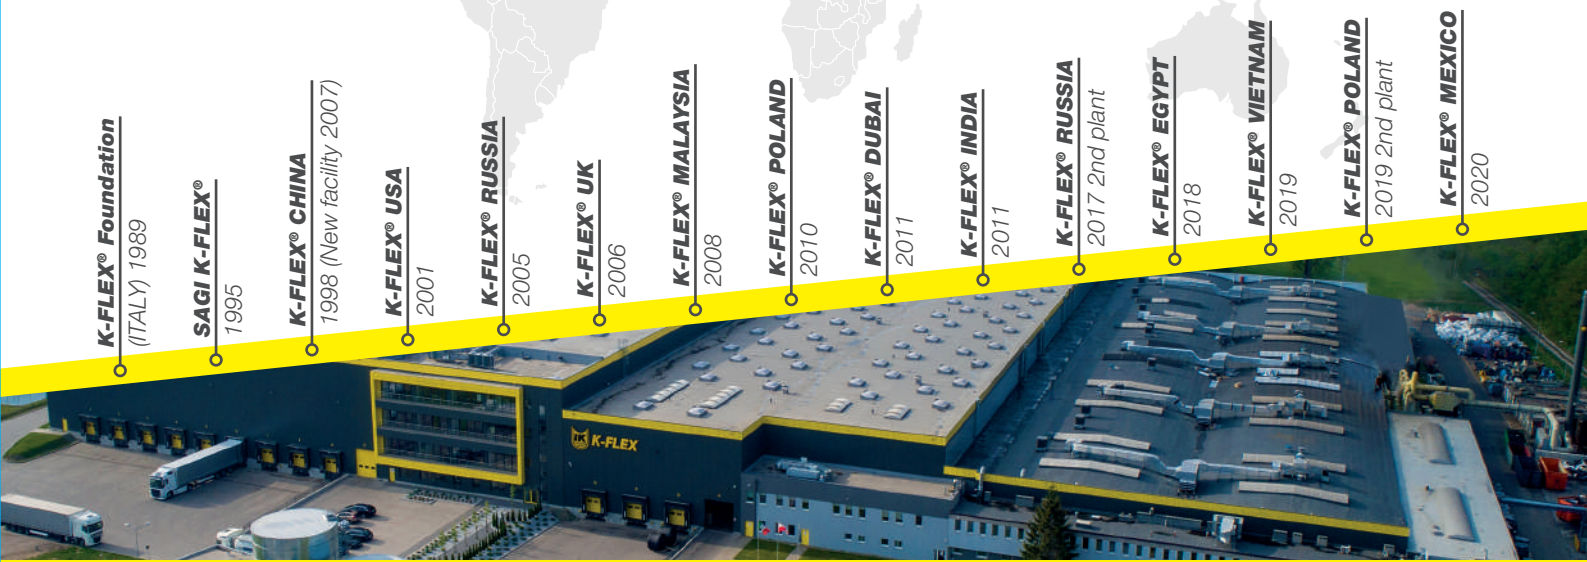 K-FLEX® Foundation
(ITALY) 1989
SAGI K-FLEX®
1995
K-FLEX® CHINA
1998 (New facility 2007)
K-FLEX® USA
2001
K-FLEX® RUSSIA
2005
K-FLEX® UK
2006
K-FLEX® MALAYSIA
2008
K-FLEX® POLAND
2010
K-FLEX® DUBAI
2011
K-FLEX® INDIA
2011
K-FLEX® RUSSIA
2017 2nd plant
K-FLEX® EGYPT
2018
K-FLEX® VIETNAM
2019
K-FLEX® POLAND
2019 2nd plant
K-FLEX® MEXICO
2020
K-FLEX